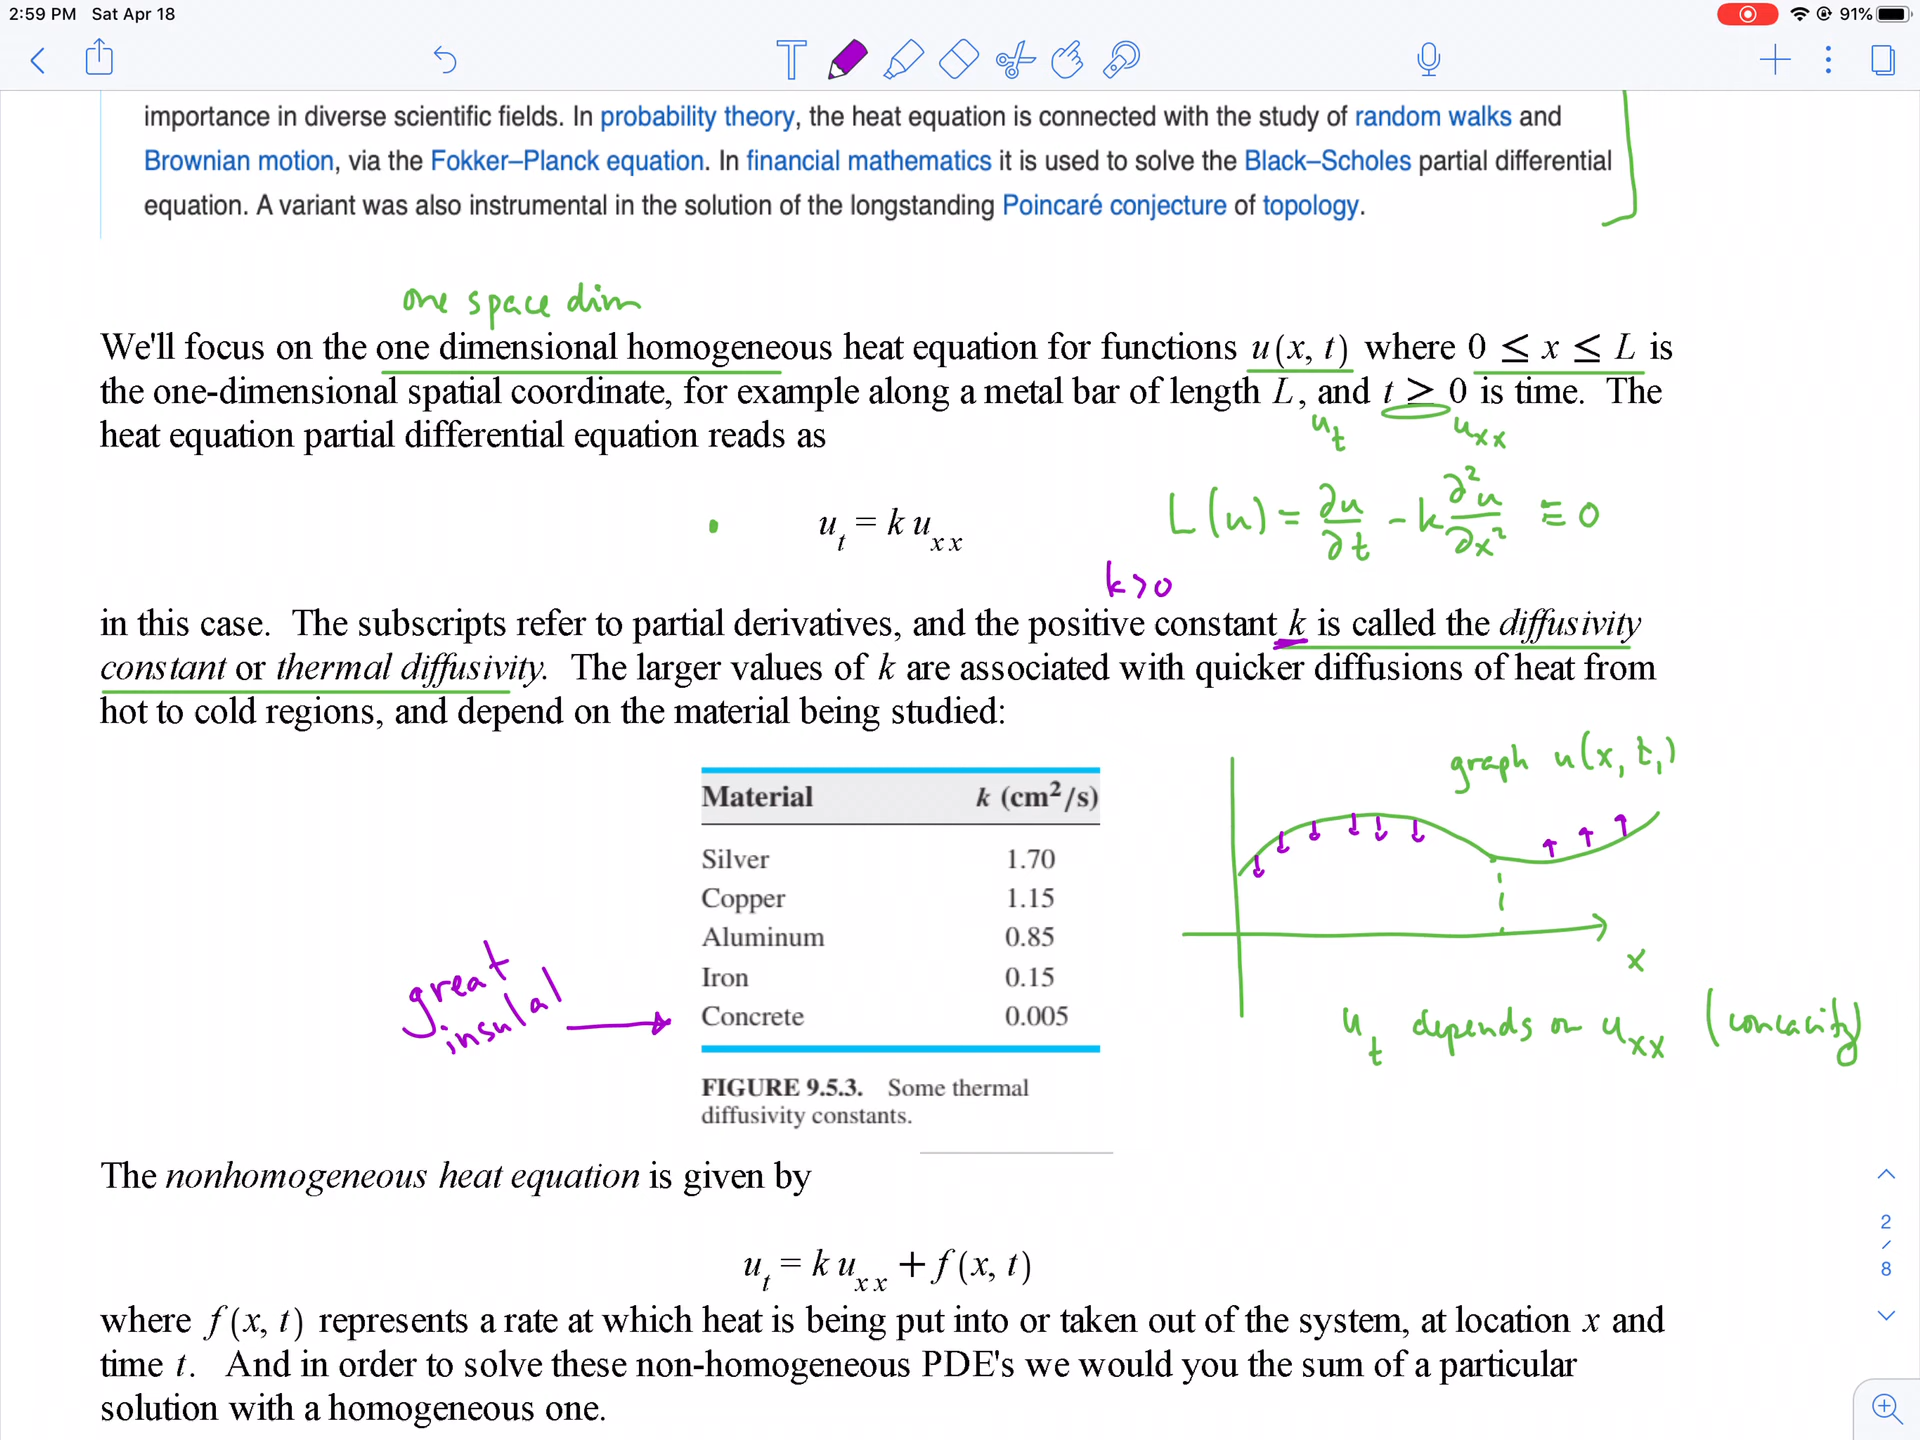 2:59 PM Sat Apr 18
91%
importance in diverse scientific fields. In probability theory, the heat equation is connected with the study of random walks and
Brownian motion, via the Fokker–Planck equation. In financial mathematics it is used to solve the Black–Scholes partial differential
equation. A variant was also instrumental in the solution of the longstanding Poincaré conjecture of topology.
one space dim
We'll focus on the one dimensional homogeneous heat equation for functions u(x, t) where 0 ≤ x ≤ L is
the one-dimensional spatial coordinate, for example along a metal bar of length L, and t ≥ 0 is time. The
u_t u_xx
heat equation partial differential equation reads as
u_t = k u_xx
L(u) = ∂u/∂t - k ∂²u/∂x² ≡ 0
k>0
in this case. The subscripts refer to partial derivatives, and the positive constant k is called the diffusivity
constant or thermal diffusivity. The larger values of k are associated with quicker diffusions of heat from
hot to cold regions, and depend on the material being studied:
graph u(x, t₁)
Material k (cm²/s)
Silver 1.70
Copper 1.15
Aluminum 0.85
Iron 0.15
Concrete 0.005
great
insulal
x
u_t depends on u_xx (concacity)
FIGURE 9.5.3. Some thermal
diffusivity constants.
The nonhomogeneous heat equation is given by
u_t = k u_xx + f(x, t)
where f(x, t) represents a rate at which heat is being put into or taken out of the system, at location x and
time t. And in order to solve these non-homogeneous PDE's we would you the sum of a particular
solution with a homogeneous one.
2
/
8